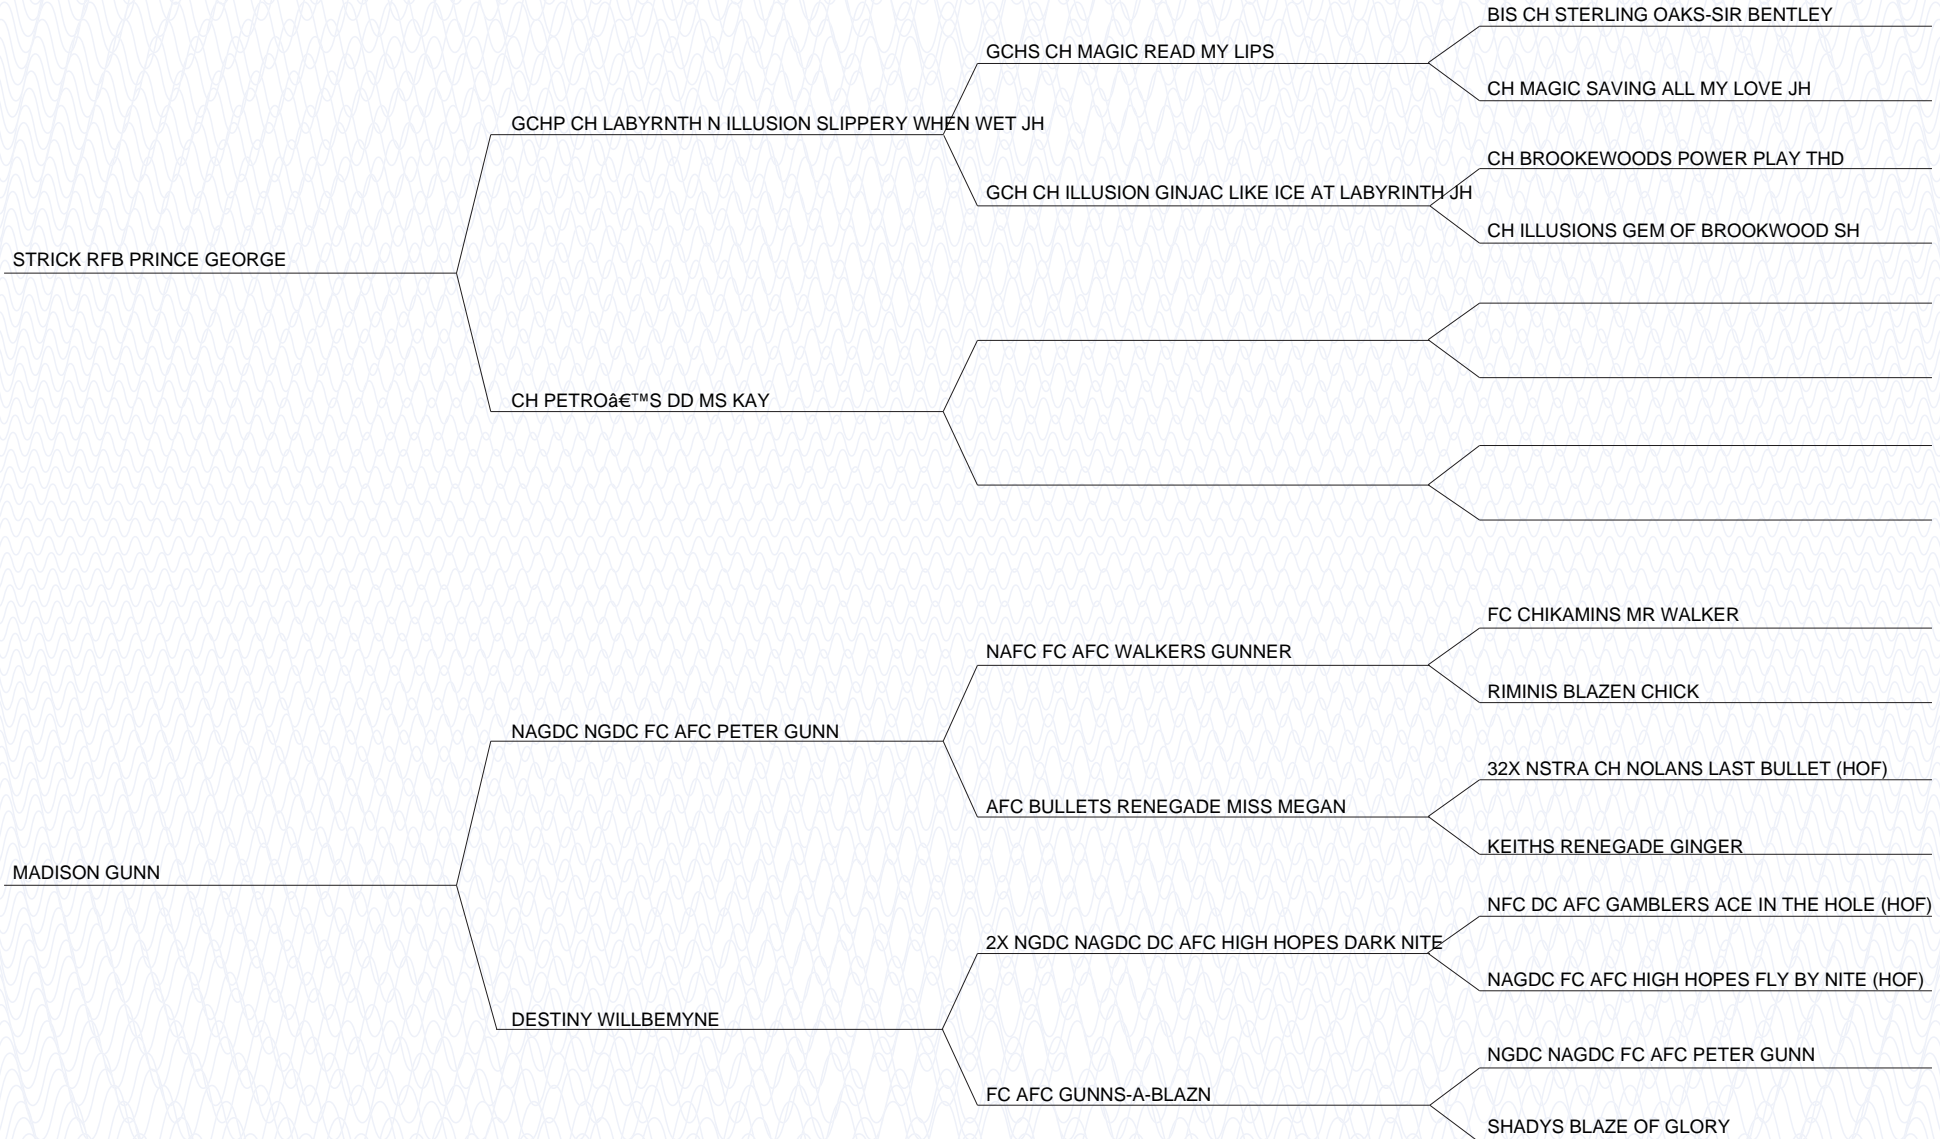 BIS CH STERLING OAKS-SIR BENTLEY
GCHS CH MAGIC READ MY LIPS
CH MAGIC SAVING ALL MY LOVE JH
GCHP CH LABYRNTH N ILLUSION SLIPPERY WHEN WET JH
CH BROOKEWOODS POWER PLAY THD
GCH CH ILLUSION GINJAC LIKE ICE AT LABYRINTH JH
CH ILLUSIONS GEM OF BROOKWOOD SH
STRICK RFB PRINCE GEORGE
CH PETROâ€™S DD MS KAY
FC CHIKAMINS MR WALKER
NAFC FC AFC WALKERS GUNNER
RIMINIS BLAZEN CHICK
NAGDC NGDC FC AFC PETER GUNN
32X NSTRA CH NOLANS LAST BULLET (HOF)
AFC BULLETS RENEGADE MISS MEGAN
KEITHS RENEGADE GINGER
MADISON GUNN
NFC DC AFC GAMBLERS ACE IN THE HOLE (HOF)
2X NGDC NAGDC DC AFC HIGH HOPES DARK NITE
NAGDC FC AFC HIGH HOPES FLY BY NITE (HOF)
DESTINY WILLBEMYNE
NGDC NAGDC FC AFC PETER GUNN
FC AFC GUNNS-A-BLAZN
SHADYS BLAZE OF GLORY